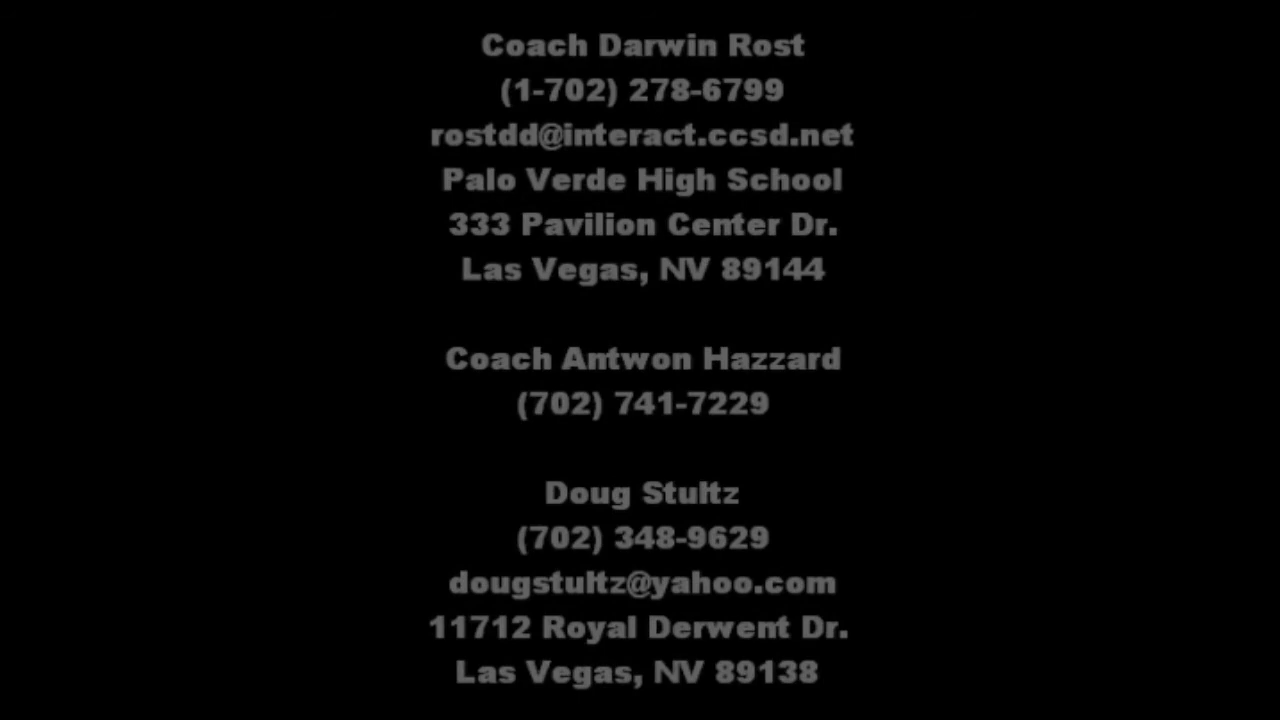 Coach Darwin Rost
(1-702) 278-6799
rostdd@interact.ccsd.net
Palo Verde High School
333 Pavilion Center Dr.
Las Vegas, NV 89144
Coach Antwon Hazzard
(702) 741-7229
Doug Stultz
(702) 348-9629
dougstultz@yahoo.com
11712 Royal Derwent Dr.
Las Vegas, NV 89138